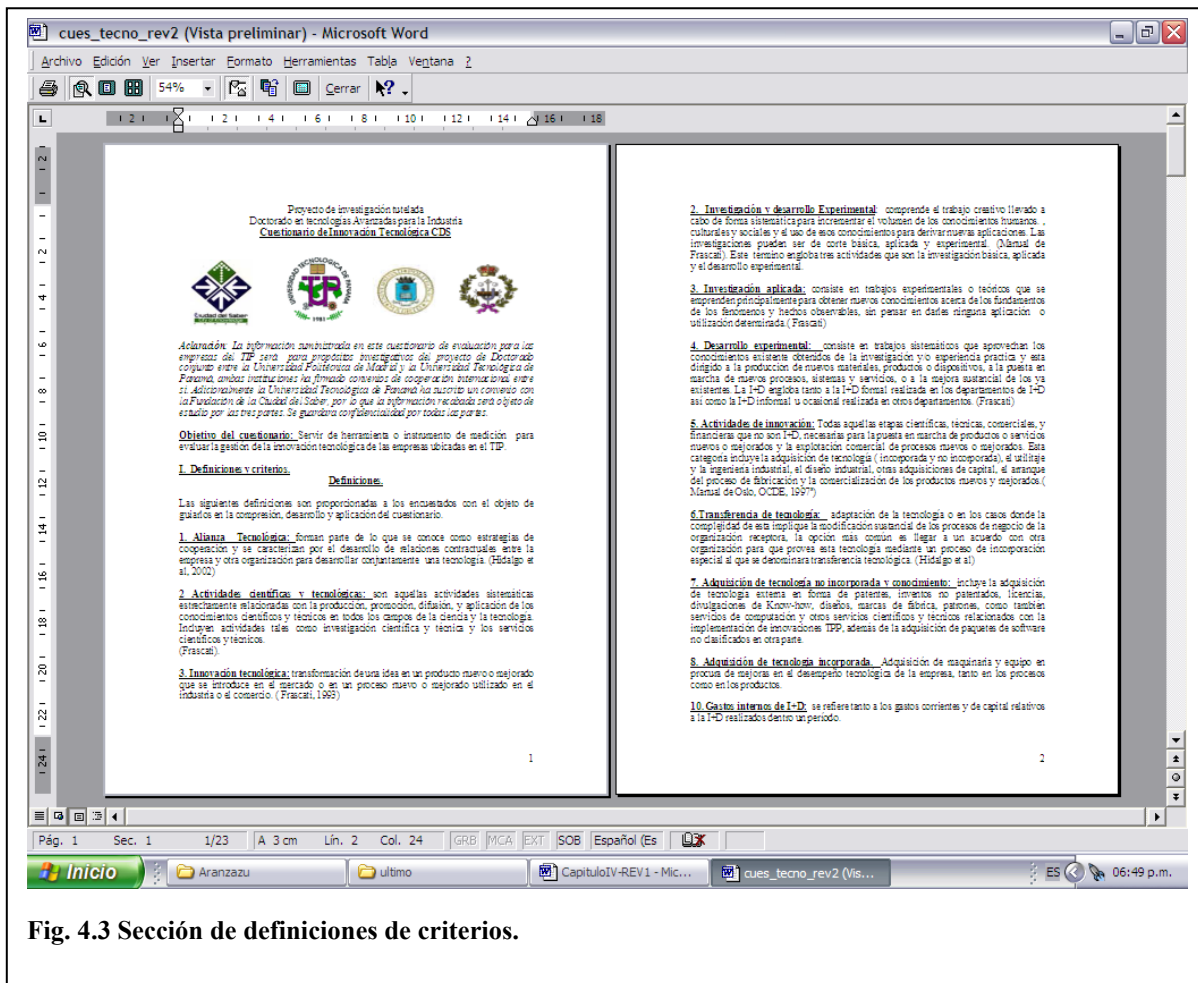 cues_tecno_rev2 (Vista preliminar) - Microsoft Word
Archivo Edición Ver Insertar Formato Herramientas Tabla Ventana ?
54% Cerrar
Proyecto de investigación tutelada
Doctorado en tecnologías Avanzadas para la Industria
Cuestionario de Innovación Tecnológica CDS
Ciudad del Saber
UNIVERSIDAD TECNOLOGICA DE PANAMA
1981
Aclaración: La información suministrada en este cuestionario de evaluación para las
empresas del TIP será para propósitos investigativos del proyecto de Doctorado
conjunto entre la Universidad Politécnica de Madrid y la Universidad Tecnológica de
Panamá, ambas instituciones ha firmado convenios de cooperación internacional entre
si. Adicionalmente la Universidad Tecnológica de Panamá ha suscrito un convenio con
la Fundación de la Ciudad del Saber, por lo que la información recabada será objeto de
estudio por las tres partes. Se guardara confidencialidad por todas las partes.
Objetivo del cuestionario: Servir de herramienta o instrumento de medición para
evaluar la gestión de la innovación tecnológica de las empresas ubicadas en el TIP.
I. Definiciones y criterios.
Definiciones.
Las siguientes definiciones son proporcionadas a los encuestados con el objeto de
guiarlos en la compresión, desarrollo y aplicación del cuestionario.
1. Alianza Tecnológica: forman parte de lo que se conoce como estrategias de
cooperación y se caracterizan por el desarrollo de relaciones contractuales entre la
empresa y otra organización para desarrollar conjuntamente una tecnología. (Hidalgo et
al, 2002)
2 Actividades científicas y tecnológicas: son aquellas actividades sistemáticas
estrechamente relacionadas con la producción, promoción, difusión, y aplicación de los
conocimientos científicos y técnicos en todos los campos de la ciencia y la tecnología.
Incluyen actividades tales como investigación científica y técnica y los servicios
científicos y técnicos.
(Frascati).
3. Innovación tecnológica: transformación de una idea en un producto nuevo o mejorado
que se introduce en el mercado o en un proceso nuevo o mejorado utilizado en el
industria o el comercio. ( Frascati, 1993)
1
2. Investigación y desarrollo Experimental: comprende el trabajo creativo llevado a
cabo de forma sistemática para incrementar el volumen de los conocimientos humanos. ,
culturales y sociales y el uso de esos conocimientos para derivar nuevas aplicaciones. Las
investigaciones pueden ser de corte básica, aplicada y experimental. (Manual de
Frascati). Este término engloba tres actividades que son la investigación básica, aplicada
y el desarrollo experimental.
3. Investigación aplicada: consiste en trabajos experimentales o teóricos que se
emprenden principalmente para obtener nuevos conocimientos acerca de los fundamentos
de los fenómenos y hechos observables, sin pensar en darles ninguna aplicación o
utilización determinada.( Frascati)
4. Desarrollo experimental: consiste en trabajos sistemáticos que aprovechan los
conocimientos existente obtenidos de la investigación y/o experiencia practica y esta
dirigido a la producción de nuevos materiales, productos o dispositivos, a la puesta en
marcha de nuevos procesos, sistemas y servicios, o a la mejora sustancial de los ya
existentes. La I+D engloba tanto a la I+D formal realizada en los departamentos de I+D
así como la I+D informal u ocasional realizada en otros departamentos. (Frascati)
5. Actividades de innovación: Todas aquellas etapas científicas, técnicas, comerciales, y
financieras que no son I+D, necesarias para la puesta en marcha de productos o servicios
nuevos o mejorados y la explotación comercial de procesos nuevos o mejorados. Esta
categoría incluye la adquisición de tecnología ( incorporada y no incorporada), el utillaje
y la ingeniería industrial, el diseño industrial, otras adquisiciones de capital, el arranque
del proceso de fabricación y la comercialización de los productos nuevos y mejorados.(
Manual de Oslo, OCDE, 1997ª)
6.Transferencia de tecnología: adaptación de la tecnología o en los casos donde la
complejidad de esta implique la modificación sustancial de los procesos de negocio de la
organización receptora, la opción más común es llegar a un acuerdo con otra
organización para que provea esta tecnología mediante un proceso de incorporación
especial al que se denominara transferencia tecnológica. ( Hidalgo et al)
7. Adquisición de tecnología no incorporada y conocimiento: incluye la adquisición
de tecnología externa en forma de patentes, inventos no patentados, licencias,
divulgaciones de Know-how, diseños, marcas de fábrica, patrones, como también
servicios de computación y otros servicios científicos y técnicos relacionados con la
implementación de innovaciones TPP, además de la adquisición de paquetes de software
no clasificados en otra parte.
8. Adquisición de tecnología incorporada. Adquisición de maquinaria y equipo en
procura de mejoras en el desempeño tecnológico de la empresa, tanto en los procesos
como en los productos.
10. Gastos internos de I+D: se refiere tanto a los gastos corrientes y de capital relativos
a la I+D realizados dentro un período.
2
Pág. 1 Sec. 1 1/23 A 3 cm Lín. 2 Col. 24 GRB MCA EXT SOB Español (Es
Inicio Aranzazu ultimo CapituloIV-REV1 - Mic... cues_tecno_rev2 (Vis... ES 06:49 p.m.
Fig. 4.3 Sección de definiciones de criterios.